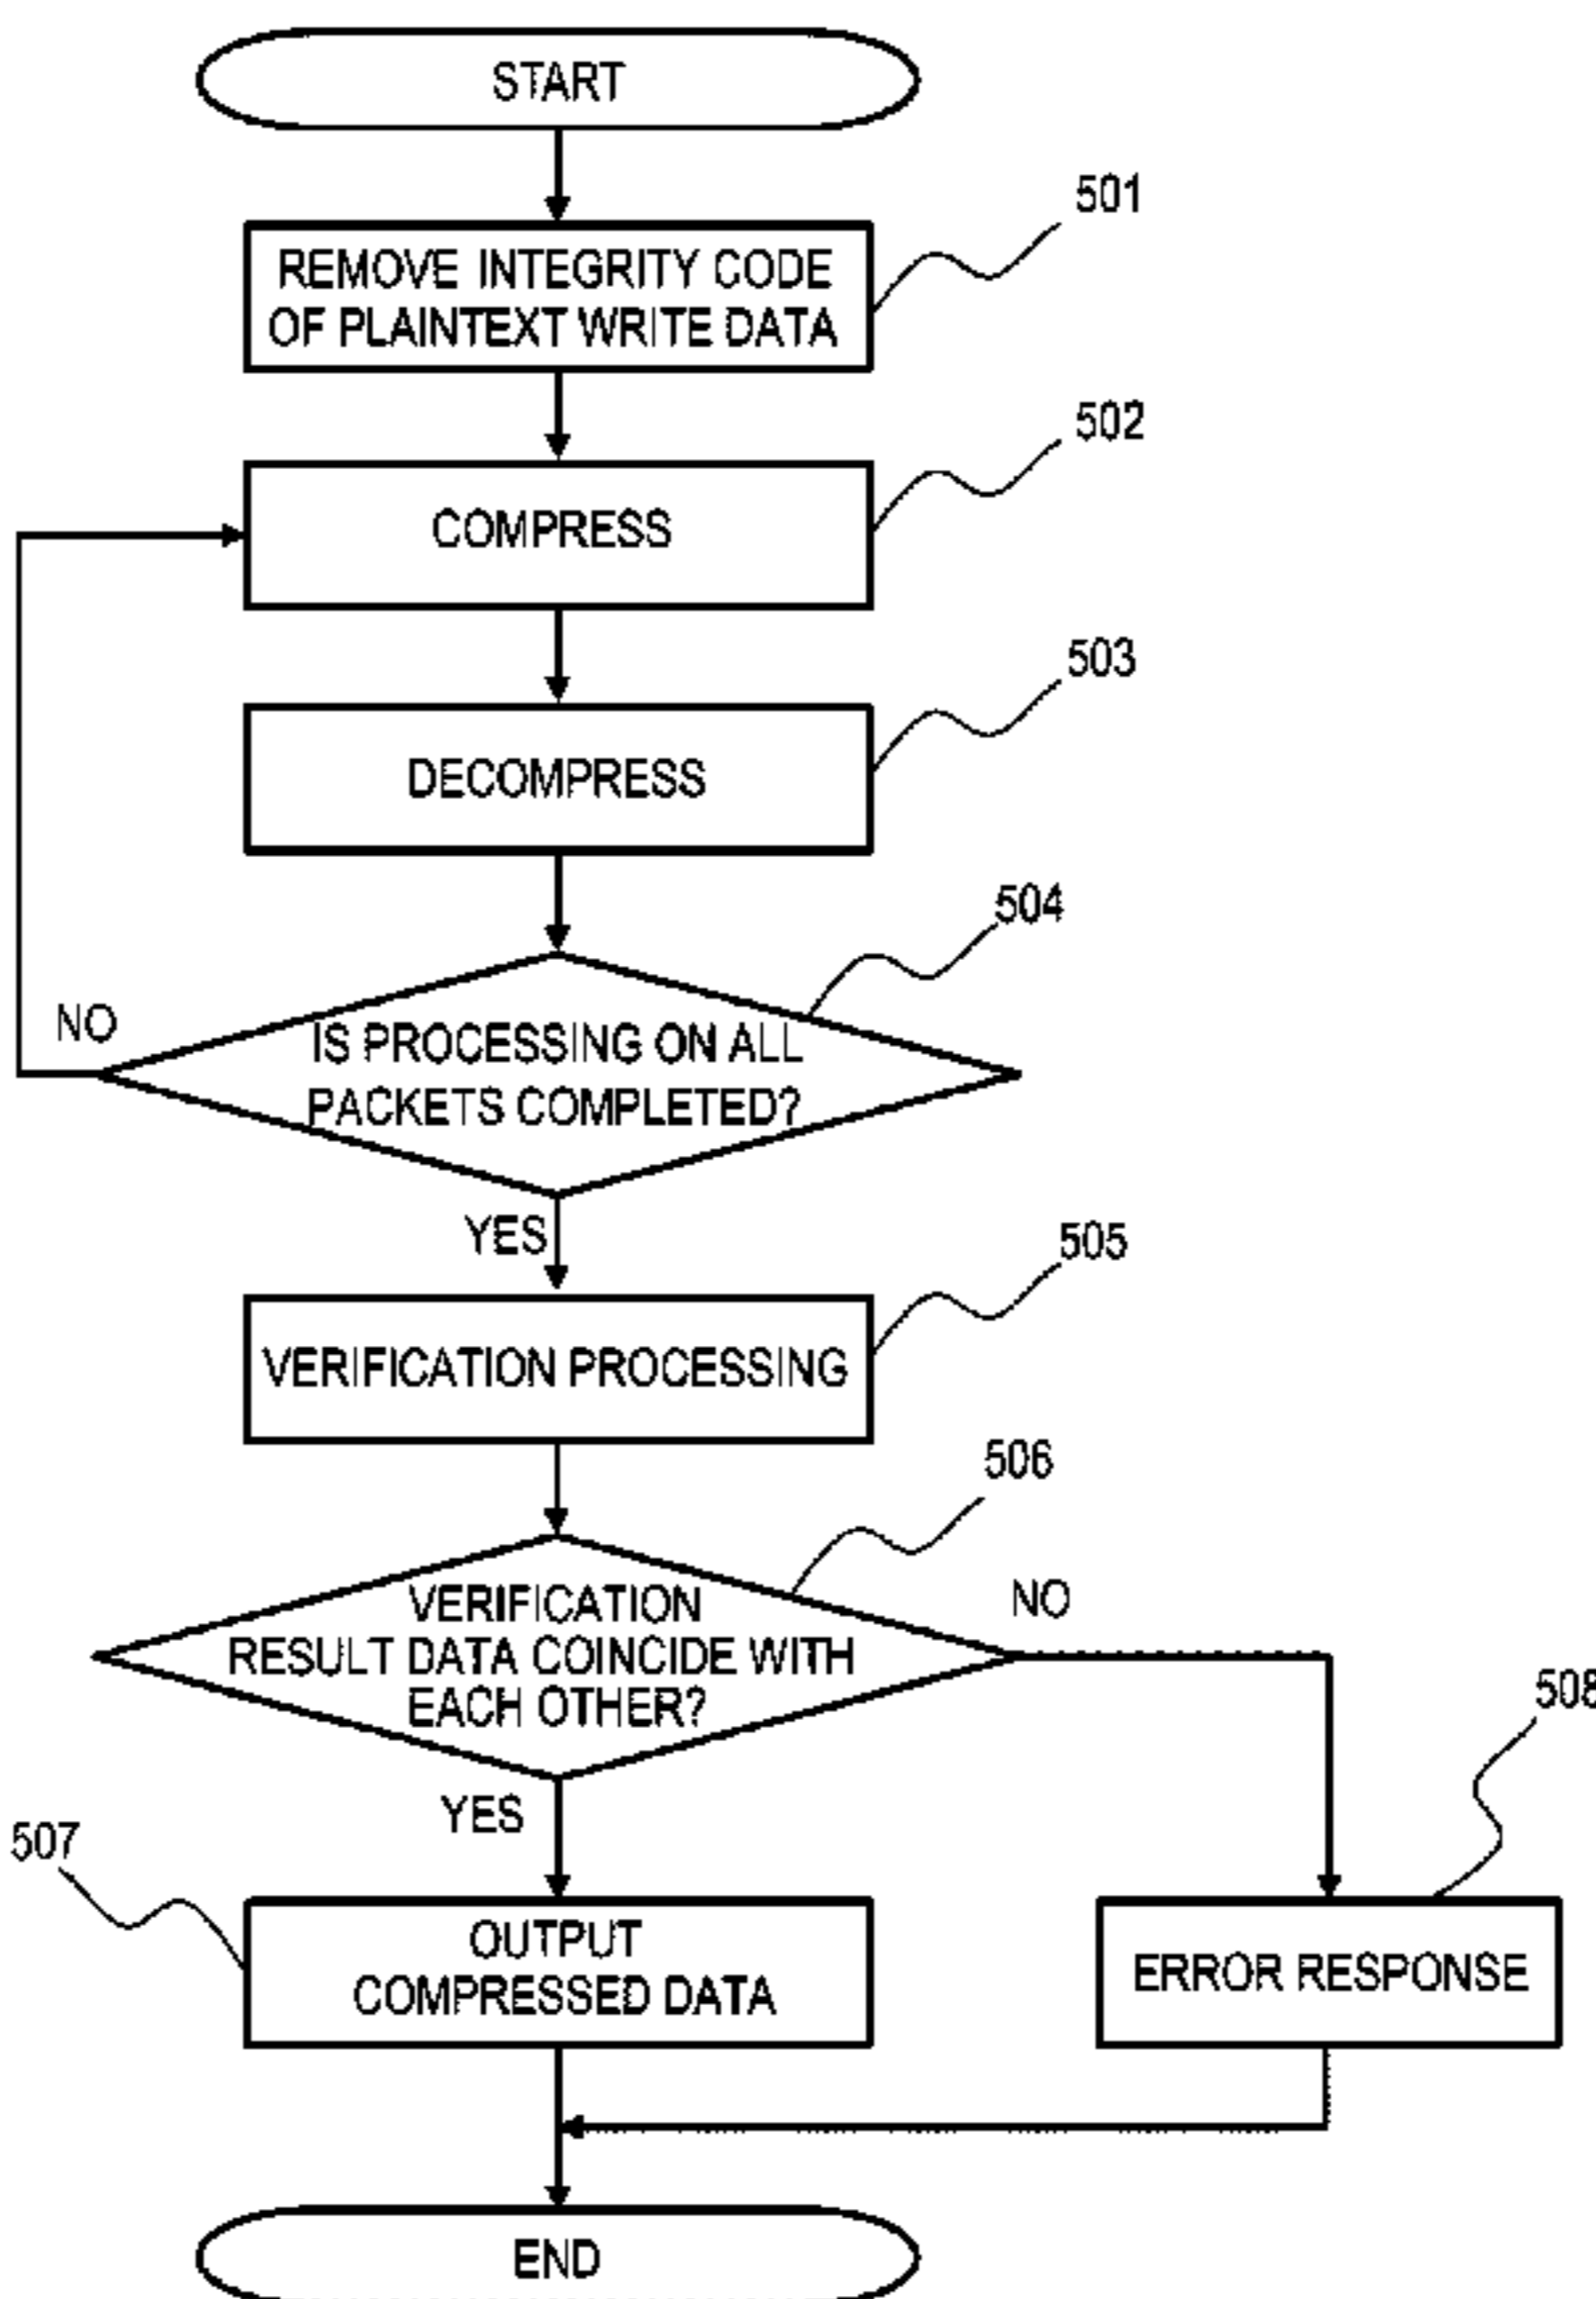 START
501
REMOVE INTEGRITY CODE
OF PLAINTEXT WRITE DATA
502
COMPRESS
503
DECOMPRESS
504
NO
IS PROCESSING ON ALL
PACKETS COMPLETED?
YES
505
VERIFICATION PROCESSING
506
VERIFICATION
RESULT DATA COINCIDE WITH
EACH OTHER?
NO
508
YES
507
OUTPUT
COMPRESSED DATA
ERROR RESPONSE
END